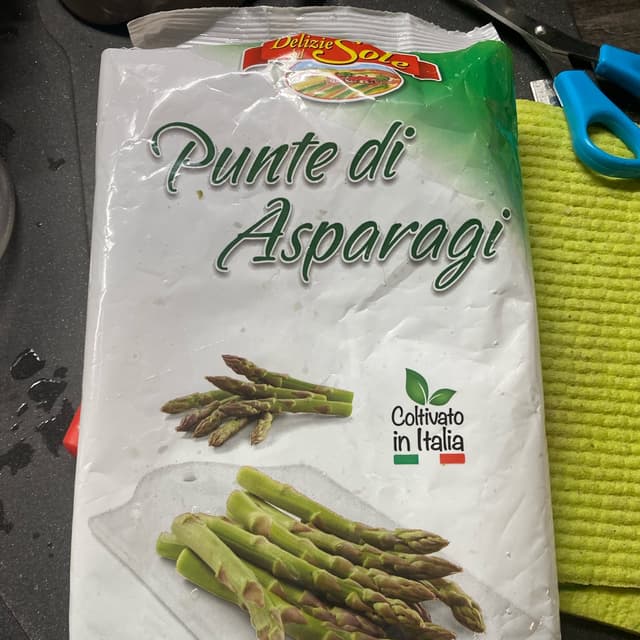 Delizie Sole
Punte di
Asparagi
Coltivato
in Italia